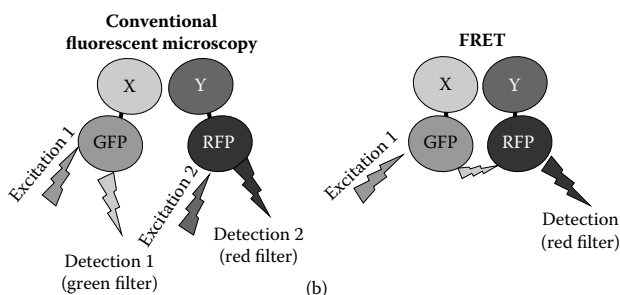 Conventional
fluorescent microscopy
X
Y
GFP
RFP
Excitation 1
Excitation 2
Detection 1
(green filter)
Detection 2
(red filter)
FRET
X
Y
GFP
RFP
Excitation 1
Detection
(red filter)
(b)